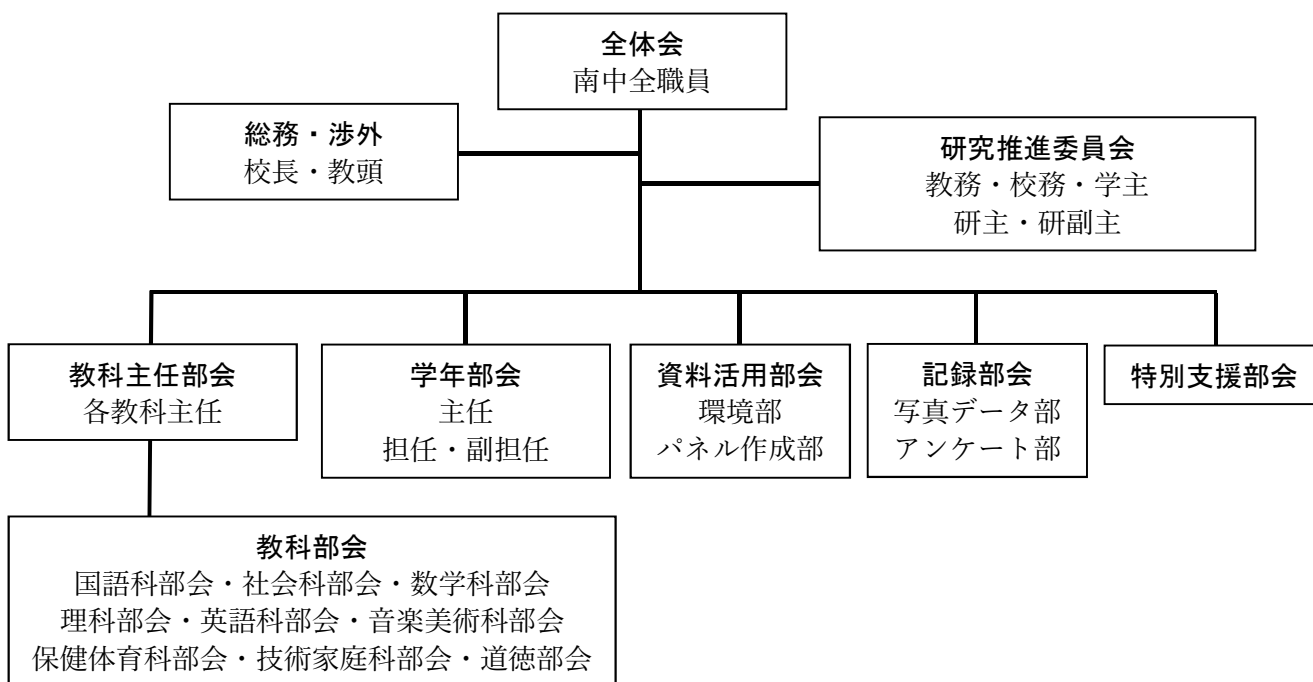 全体会
南中全職員
総務・渉外
校長・教頭
研究推進委員会
教務・校務・学主
研主・研副主
教科主任部会
各教科主任
学年部会
主任
担任・副担任
資料活用部会
環境部
パネル作成部
記録部会
写真データ部
アンケート部
特別支援部会
教科部会
国語科部会・社会科部会・数学科部会
理科部会・英語科部会・音楽美術科部会
保健体育科部会・技術家庭科部会・道徳部会